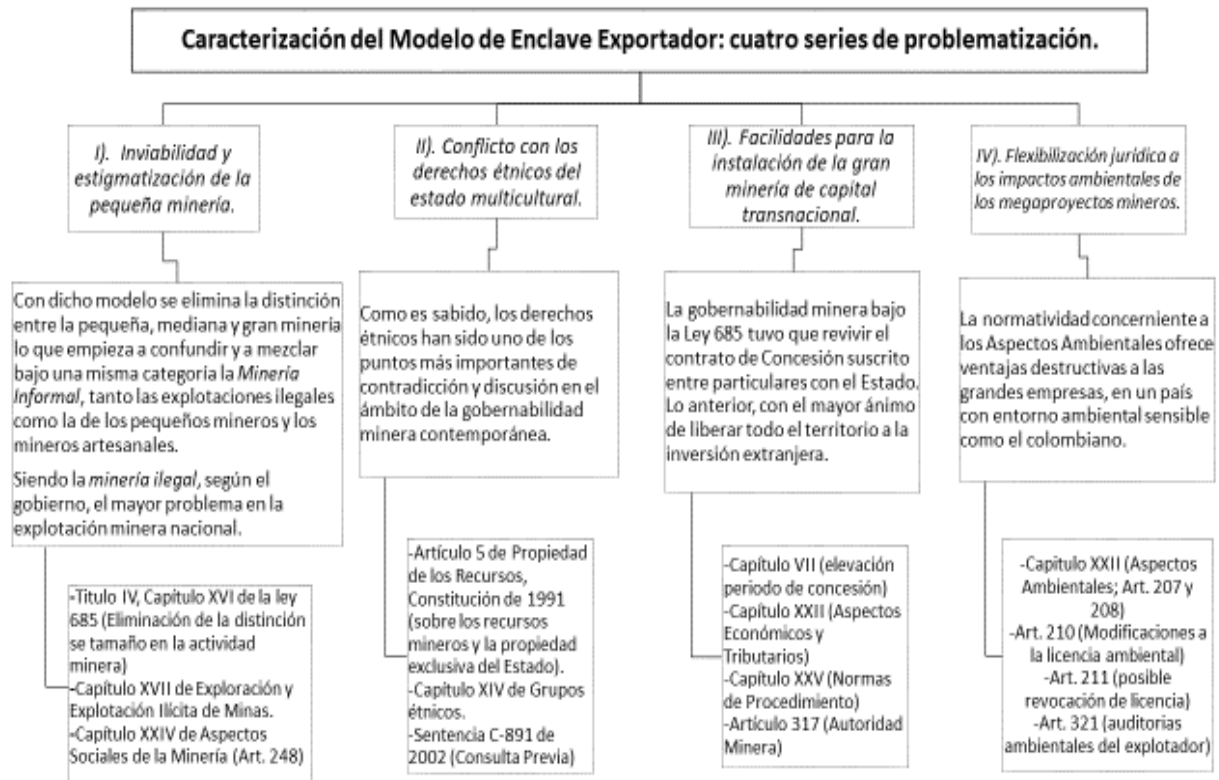 Caracterización del Modelo de Enclave Exportador: cuatro series de problematización.
I). Inviabilidad y
estigmatización de la
pequeña minería.
Con dicho modelo se elimina la distinción
entre la pequeña, mediana y gran minería
lo que empieza a confundir y a mezclar
bajo una misma categoría la Minería
Informal, tanto las explotaciones ilegales
como la de los pequeños mineros y los
mineros artesanales.
Siendo la minería ilegal, según el
gobierno, el mayor problema en la
explotación minera nacional.
-Titulo IV, Capítulo XVI de la ley
685 (Eliminación de la distinción
se tamaño en la actividad
minera)
-Capítulo XVII de Exploración y
Explotación Ilícita de Minas.
-Capítulo XXIV de Aspectos
Sociales de la Minería (Art. 248)
II). Conflicto con los
derechos étnicos del
estado multicultural.
Como es sabido, los derechos
étnicos han sido uno de los
puntos más importantes de
contradicción y discusión en el
ámbito de la gobernabilidad
minera contemporánea.
-Artículo 5 de Propiedad
de los Recursos,
Constitución de 1991
(sobre los recursos
mineros y la propiedad
exclusiva del Estado).
-Capítulo XIV de Grupos
étnicos.
-Sentencia C-891 de
2002 (Consulta Previa)
III). Facilidades para la
instalación de la gran
minería de capital
transnacional.
La gobernabilidad minera bajo
la Ley 685 tuvo que revivir el
contrato de Concesión suscrito
entre particulares con el Estado.
Lo anterior, con el mayor ánimo
de liberar todo el territorio a la
inversión extranjera.
-Capítulo VII (elevación
periodo de concesión)
-Capítulo XXII (Aspectos
Económicos y
Tributarios)
-Capítulo XXV (Normas
de Procedimiento)
-Artículo 317 (Autoridad
Minera)
IV). Flexibilización jurídica a
los impactos ambientales de
los megaproyectos mineros.
La normatividad concerniente a
los Aspectos Ambientales ofrece
ventajas destructivas a las
grandes empresas, en un país
con entorno ambiental sensible
como el colombiano.
-Capitulo XXII (Aspectos
Ambientales; Art. 207 y
208)
-Art. 210 (Modificaciones a
la licencia ambiental)
-Art. 211 (posible
revocación de licencia)
-Art. 321 (auditorias
ambientales del explotador)